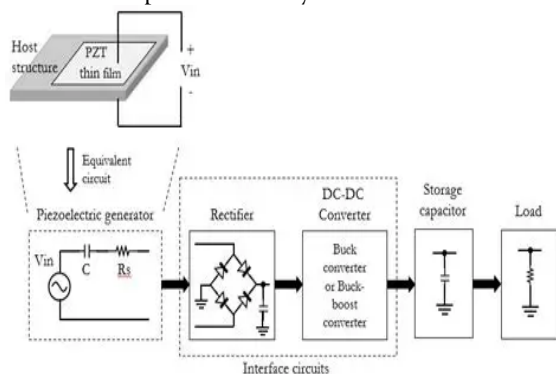 Host
structure
PZT
thin film
+
Vin
-
Equivalent
circuit
Piezoelectric generator
Vin
C
Rs
Rectifier
DC-DC
Converter
Buck
converter
or Buck-
boost
converter
Storage
capacitor
Load
Interface circuits